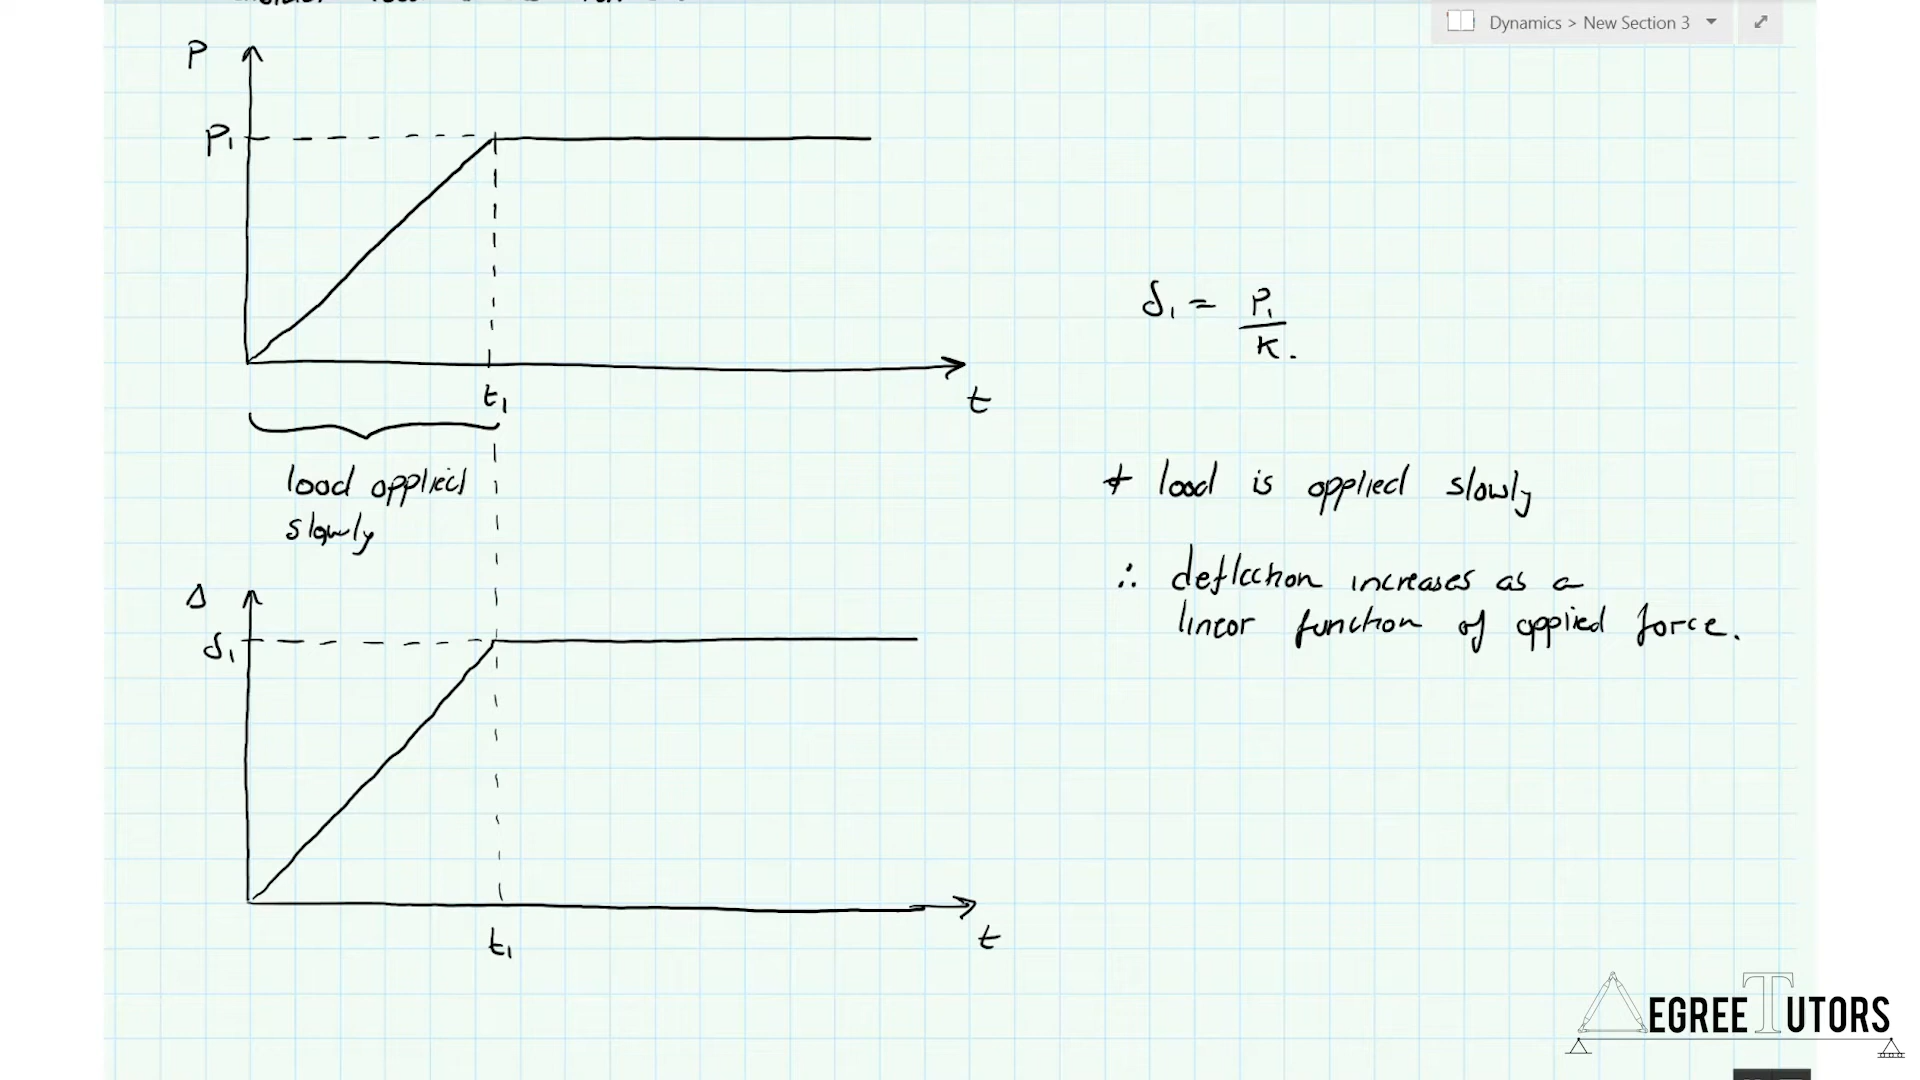 Dynamics > New Section 3
P
P₁
t₁
t
load applied
slowly
Δ
δ₁
t₁
t
δ₁ = P₁
K.
* load is applied slowly
∴ deflection increases as a
linear function of applied force.
DEGREE TUTORS